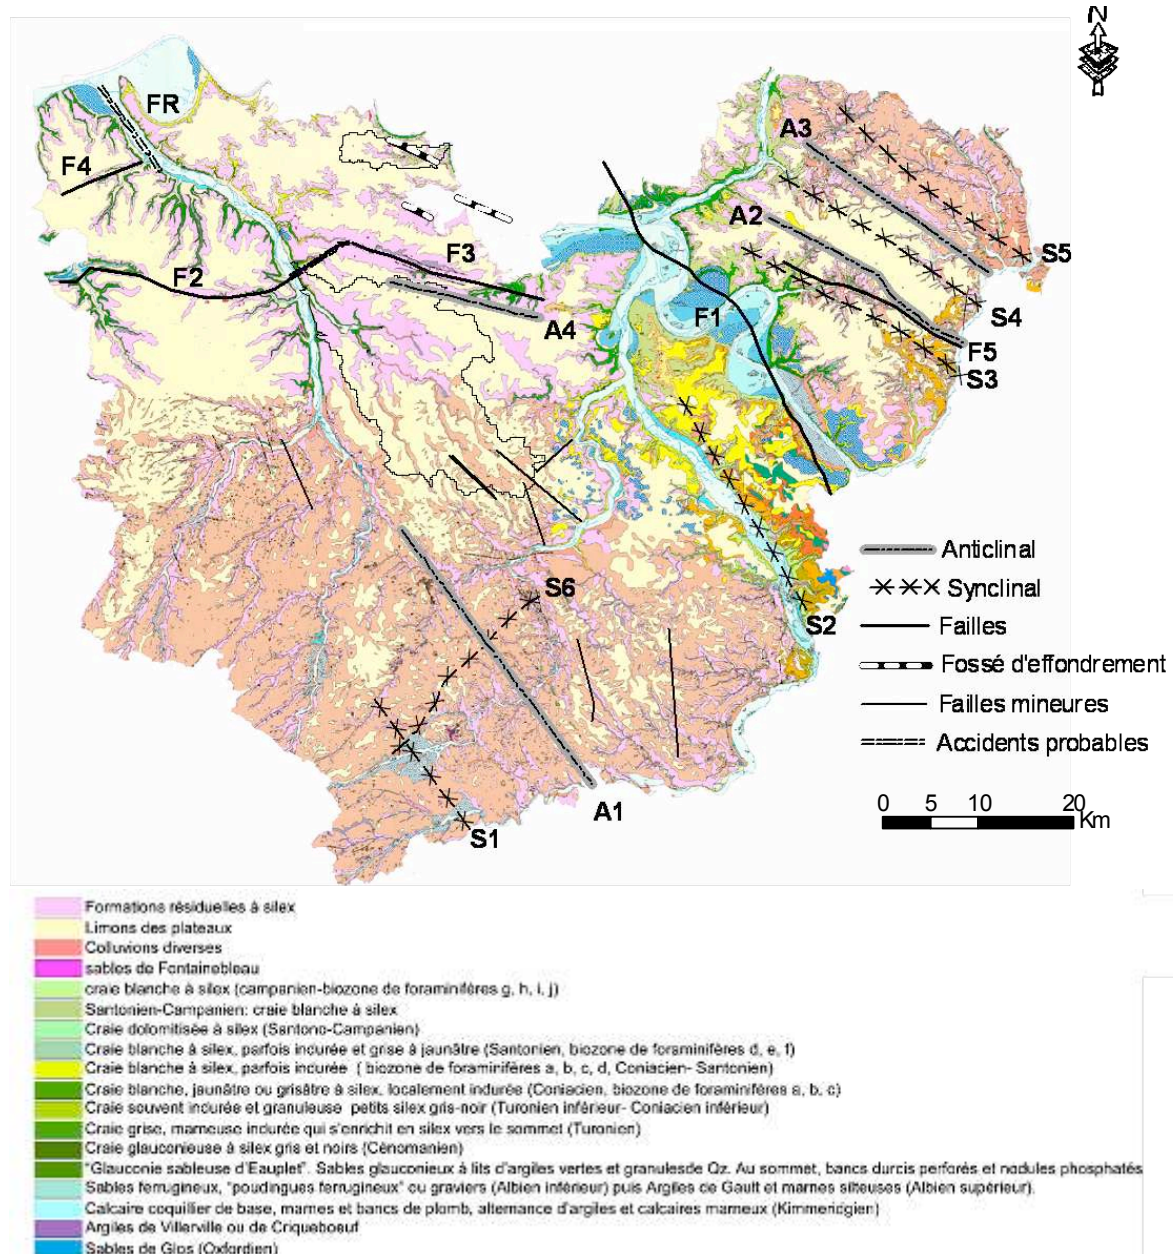 N
FR
A3
F4
A2
S5
F3
F2
F1
S4
A4
F5
S3
Anticlinal
S6
Synclinal
S2
Failles
Fossé d'effondrement
Failles mineures
Accidents probables
A1
0 5 10 20
Km
S1
Formations résiduelles à silex
Limons des plateaux
Colluvions diverses
sables de Fontainebleau
craie blanche à silex (campanien-biozone de foraminifères g, h, i, j)
Santonien-Campanien: craie blanche à silex
Craie dolomitisée à silex (Santono-Campanien)
Craie blanche à silex, parfois indurée et grise à jaunâtre (Santonien, biozone de foraminifères d, e, f)
Craie blanche à silex, parfois indurée ( biozone de foraminifères a, b, c, d, Coniacien- Santonien)
Craie blanche, jaunâtre ou grisâtre à silex, localement indurée (Coniacien, biozone de foraminifères a, b, c)
Craie souvent indurée et granuleuse petits silex gris-noir (Turonien inférieur- Coniacien inférieur)
Craie grise, marneuse indurée qui s'enrichit en silex vers le sommet (Turonien)
Craie glauconieuse à silex gris et noirs (Cénomanien)
"Glauconie sableuse d'Eauplet". Sables glauconieux à lits d'argiles vertes et granulesde Qz. Au sommet, bancs durcis perforés et nodules phosphatés
Sables ferrugineux, "poudingues ferrugineux" ou graviers (Albien inférieur) puis Argiles de Gault et marnes silteuses (Albien supérieur).
Calcaire coquillier de base, marnes et bancs de plomb, alternance d'argiles et calcaires marneux (Kimmeridgien)
Argiles de Villerville ou de Criqueboeuf
Sables de Glos (Oxfordien)